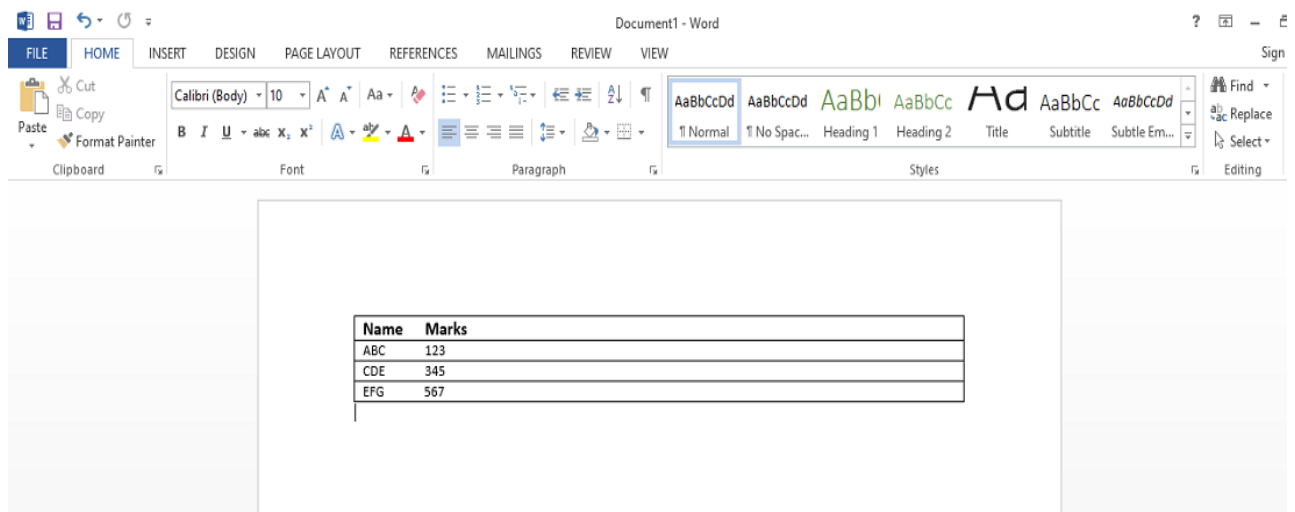 Document1 - Word
?
FILE HOME INSERT DESIGN PAGE LAYOUT REFERENCES MAILINGS REVIEW VIEW Sign
Paste
Cut
Copy
Format Painter
Clipboard
Calibri (Body) 10 A A Aa
B I U abc X₂ X² A aby A
Font
Paragraph
AaBbCcDd AaBbCcDd AaBb AaBbCc Ad AaBbCc AaBbCcDd
¶ Normal ¶ No Spac... Heading 1 Heading 2 Title Subtitle Subtle Em...
Styles
Find
Replace
Select
Editing
Name Marks
ABC 123
CDE 345
EFG 567